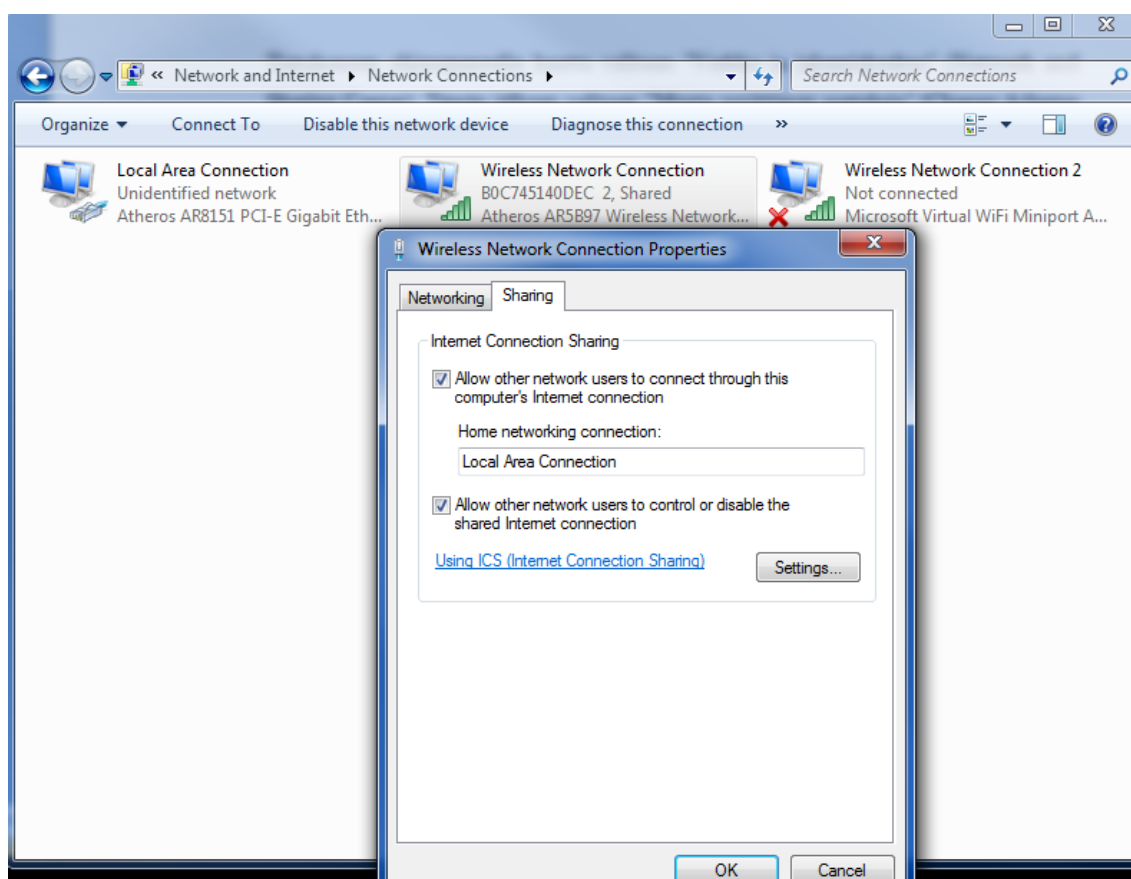 « Network and Internet ▸ Network Connections ▸
Search Network Connections
Organize ▾ Connect To Disable this network device Diagnose this connection »
Local Area Connection
Unidentified network
Atheros AR8151 PCI-E Gigabit Eth...
Wireless Network Connection
B0C745140DEC 2, Shared
Atheros AR5B97 Wireless Network...
Wireless Network Connection 2
Not connected
Microsoft Virtual WiFi Miniport A...
Wireless Network Connection Properties
Networking Sharing
Internet Connection Sharing
Allow other network users to connect through this
computer's Internet connection
Home networking connection:
Local Area Connection
Allow other network users to control or disable the
shared Internet connection
Using ICS (Internet Connection Sharing)
Settings...
OK Cancel